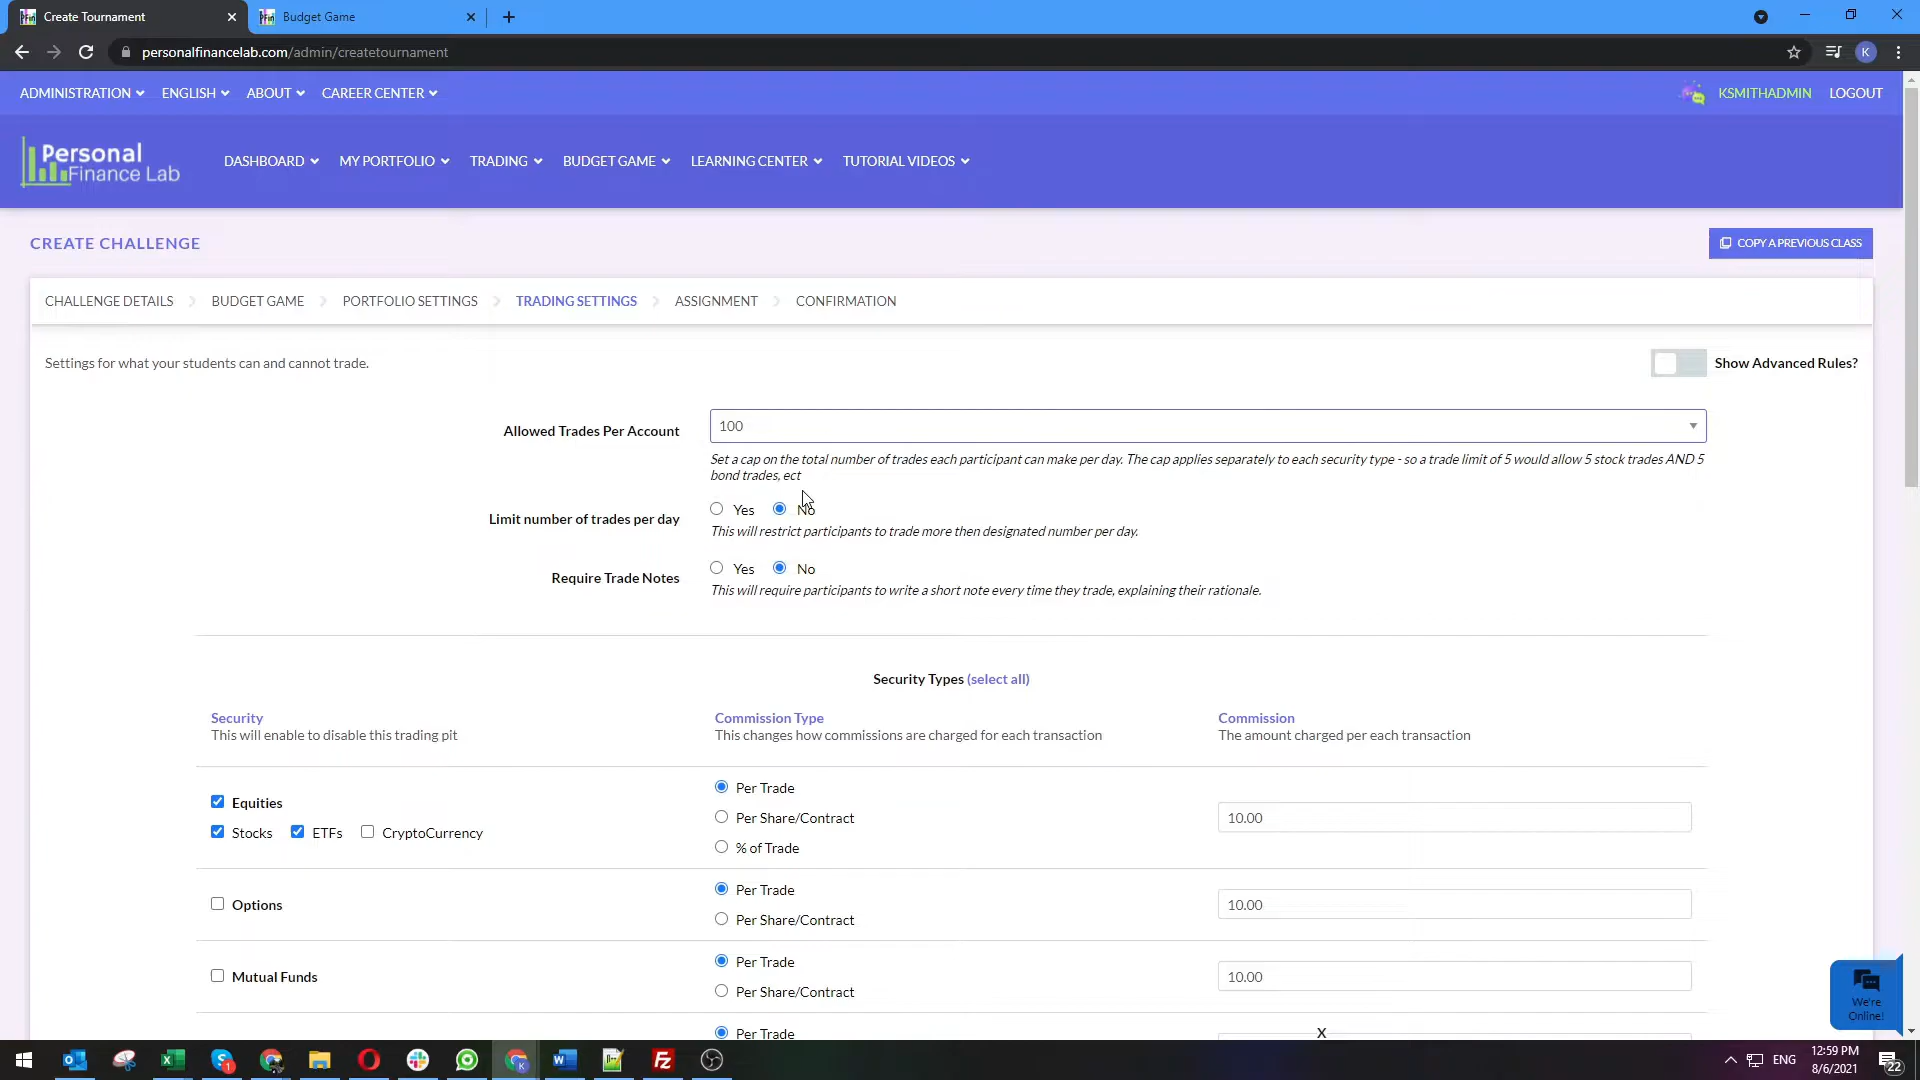 Create Tournament
Budget Game
personalfinancelab.com/admin/createtournament
K
ADMINISTRATION ENGLISH ABOUT CAREER CENTER
KSMITHADMIN LOGOUT
Personal
Finance Lab
DASHBOARD MY PORTFOLIO TRADING BUDGET GAME LEARNING CENTER TUTORIAL VIDEOS
CREATE CHALLENGE
COPY A PREVIOUS CLASS
CHALLENGE DETAILS BUDGET GAME PORTFOLIO SETTINGS TRADING SETTINGS ASSIGNMENT CONFIRMATION
Settings for what your students can and cannot trade.
Show Advanced Rules?
Allowed Trades Per Account
100
Set a cap on the total number of trades each participant can make per day. The cap applies separately to each security type - so a trade limit of 5 would allow 5 stock trades AND 5
bond trades, ect
Limit number of trades per day
Yes No
This will restrict participants to trade more then designated number per day.
Require Trade Notes
Yes No
This will require participants to write a short note every time they trade, explaining their rationale.
Security Types (select all)
Security
This will enable to disable this trading pit
Commission Type
This changes how commissions are charged for each transaction
Commission
The amount charged per each transaction
Equities
Stocks ETFs CryptoCurrency
Per Trade
Per Share/Contract
% of Trade
10.00
Options
Per Trade
Per Share/Contract
10.00
Mutual Funds
Per Trade
Per Share/Contract
10.00
Per Trade
X
We're
Online!
ENG
12:59 PM
8/6/2021
22